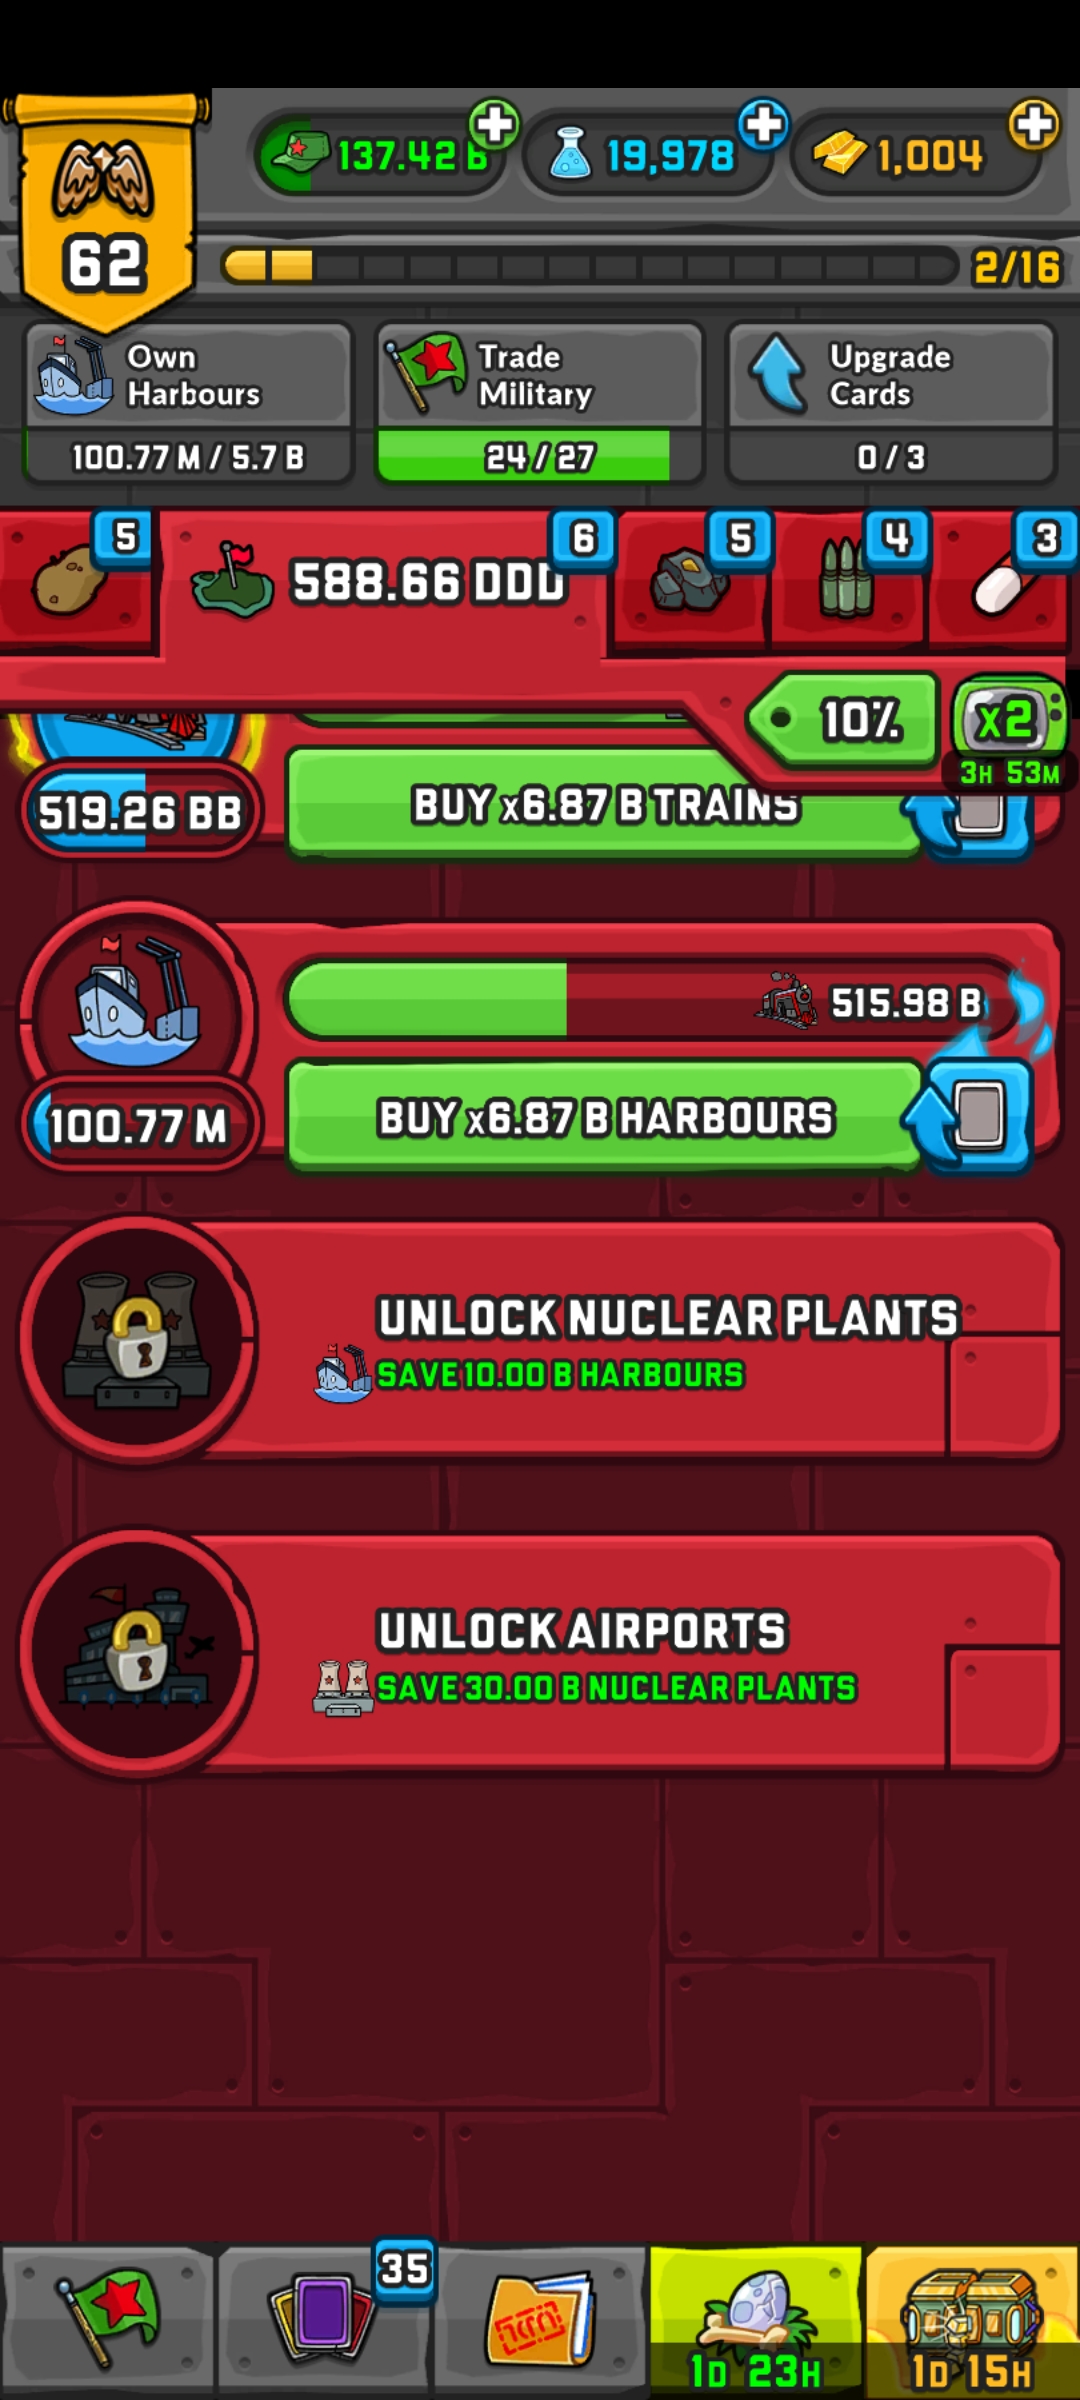 62
137.42 B
19,978
1,004
2/16
Own
Harbours
100.77 M / 5.7 B
Trade
Military
24 / 27
Upgrade
Cards
0 / 3
5
588.66 DDD
6
5
4
3
10%
x2
3H 53M
519.26 BB
BUY x6.87 B TRAINS
515.98 B
100.77 M
BUY x6.87 B HARBOURS
UNLOCK NUCLEAR PLANTS
SAVE 10.00 B HARBOURS
UNLOCK AIRPORTS
SAVE 30.00 B NUCLEAR PLANTS
35
1D 23H
1D 15H